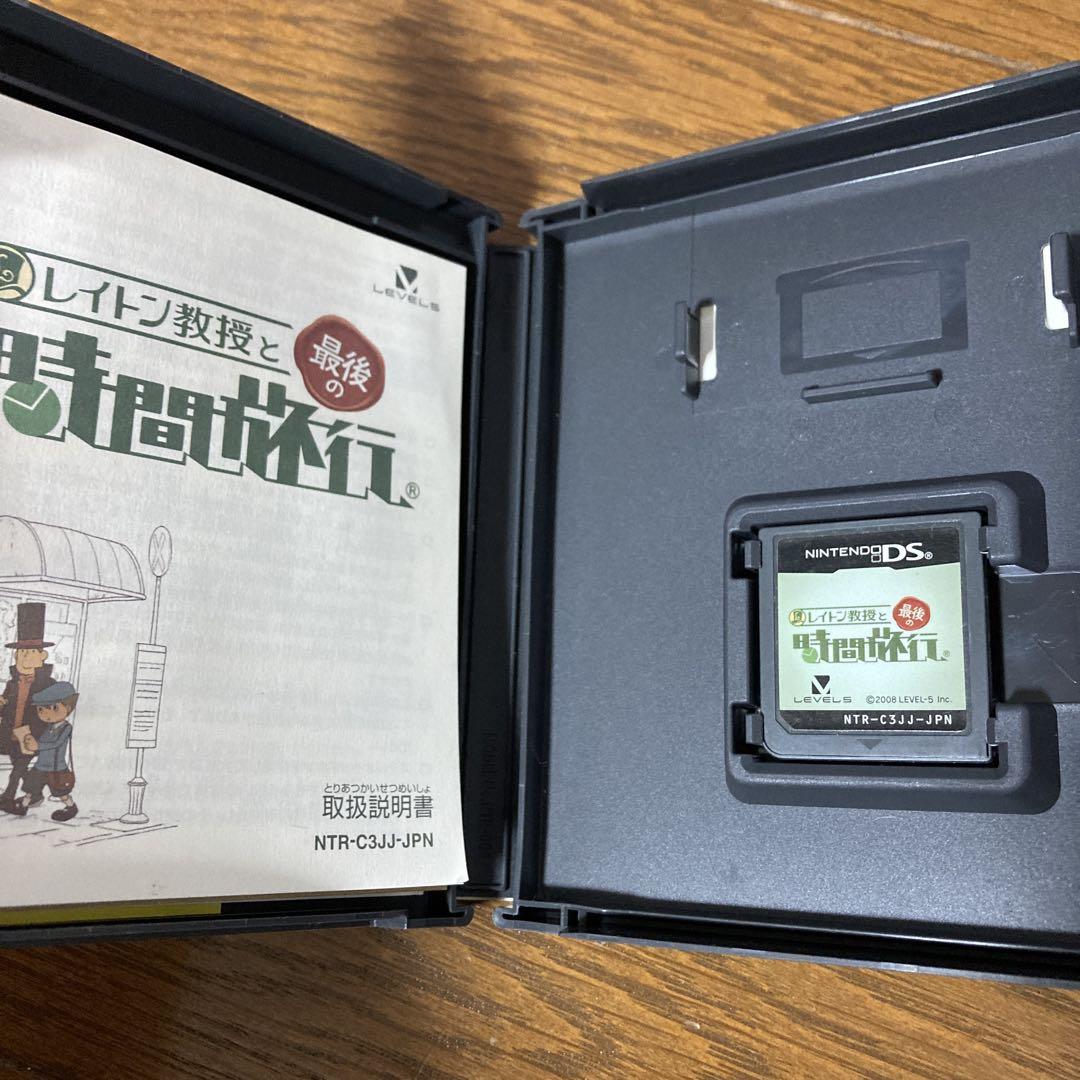 LEVEL5
レイトン教授と
最後の
時間旅行®
とりあつかいせつめいしょ
取扱説明書
NTR-C3JJ-JPN
NINTENDO DS®
レイトン教授と
最後の
時間旅行®
LEVEL5
©2008 LEVEL-5 Inc.
NTR-C3JJ-JPN